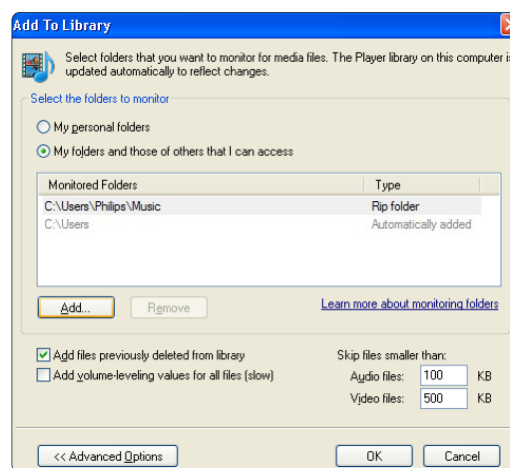 Add To Library
Select folders that you want to monitor for media files. The Player library on this computer is
updated automatically to reflect changes.
Select the folders to monitor
My personal folders
My folders and those of others that I can access
Monitored Folders Type
C:\Users\Philips\Music Rip folder
C:\Users Automatically added
Add... Remove Learn more about monitoring folders
Add files previously deleted from library Skip files smaller than:
Add volume-leveling values for all files (slow) Audio files: 100 KB
Video files: 500 KB
<< Advanced Options OK Cancel